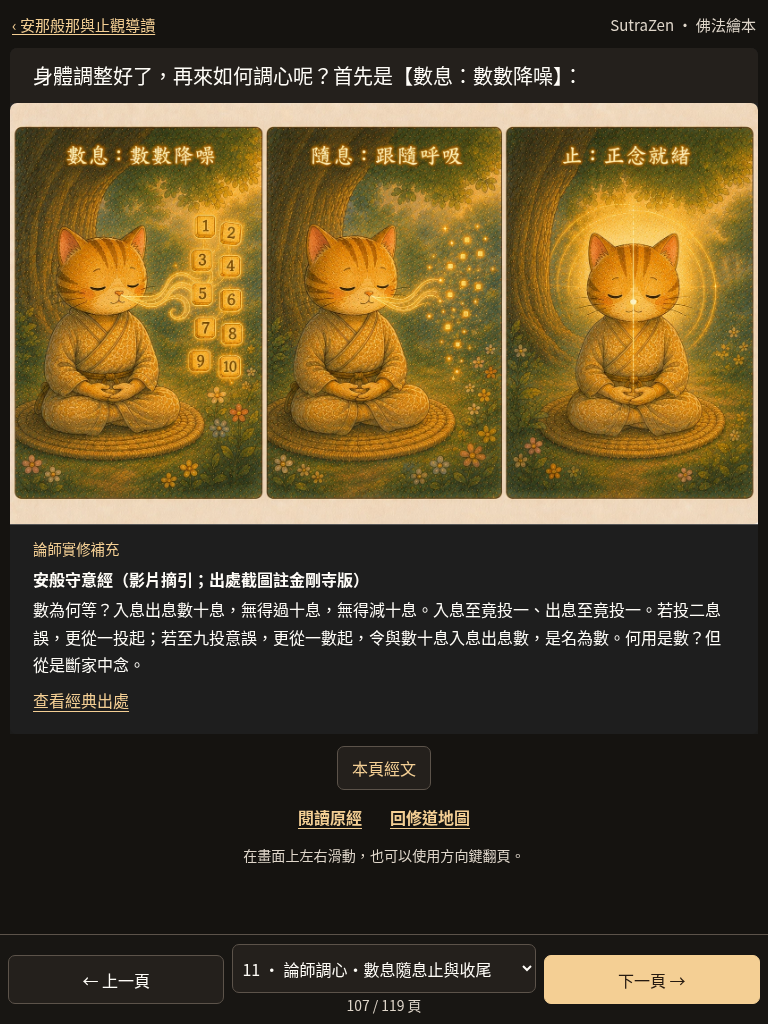 ‹ 安那般那與止觀導讀
SutraZen · 佛法繪本
身體調整好了，再來如何調心呢？首先是【數息：數數降噪】：
數息：數數降噪
1
2
3
4
5
6
7
8
9
10
隨息：跟隨呼吸
止：正念就緒
論師實修補充
安般守意經（影片摘引；出處截圖註金剛寺版）
數為何等？入息出息數十息，無得過十息，無得減十息。入息至竟投一、出息至竟投一。若投二息
誤，更從一投起；若至九投意誤，更從一數起，令與數十息入息出息數，是名為數。何用是數？但
從是斷家中念。
查看經典出處
本頁經文
閱讀原經
回修道地圖
在畫面上左右滑動，也可以使用方向鍵翻頁。
← 上一頁
11 · 論師調心・數息隨息止與收尾
下一頁 →
107 / 119 頁